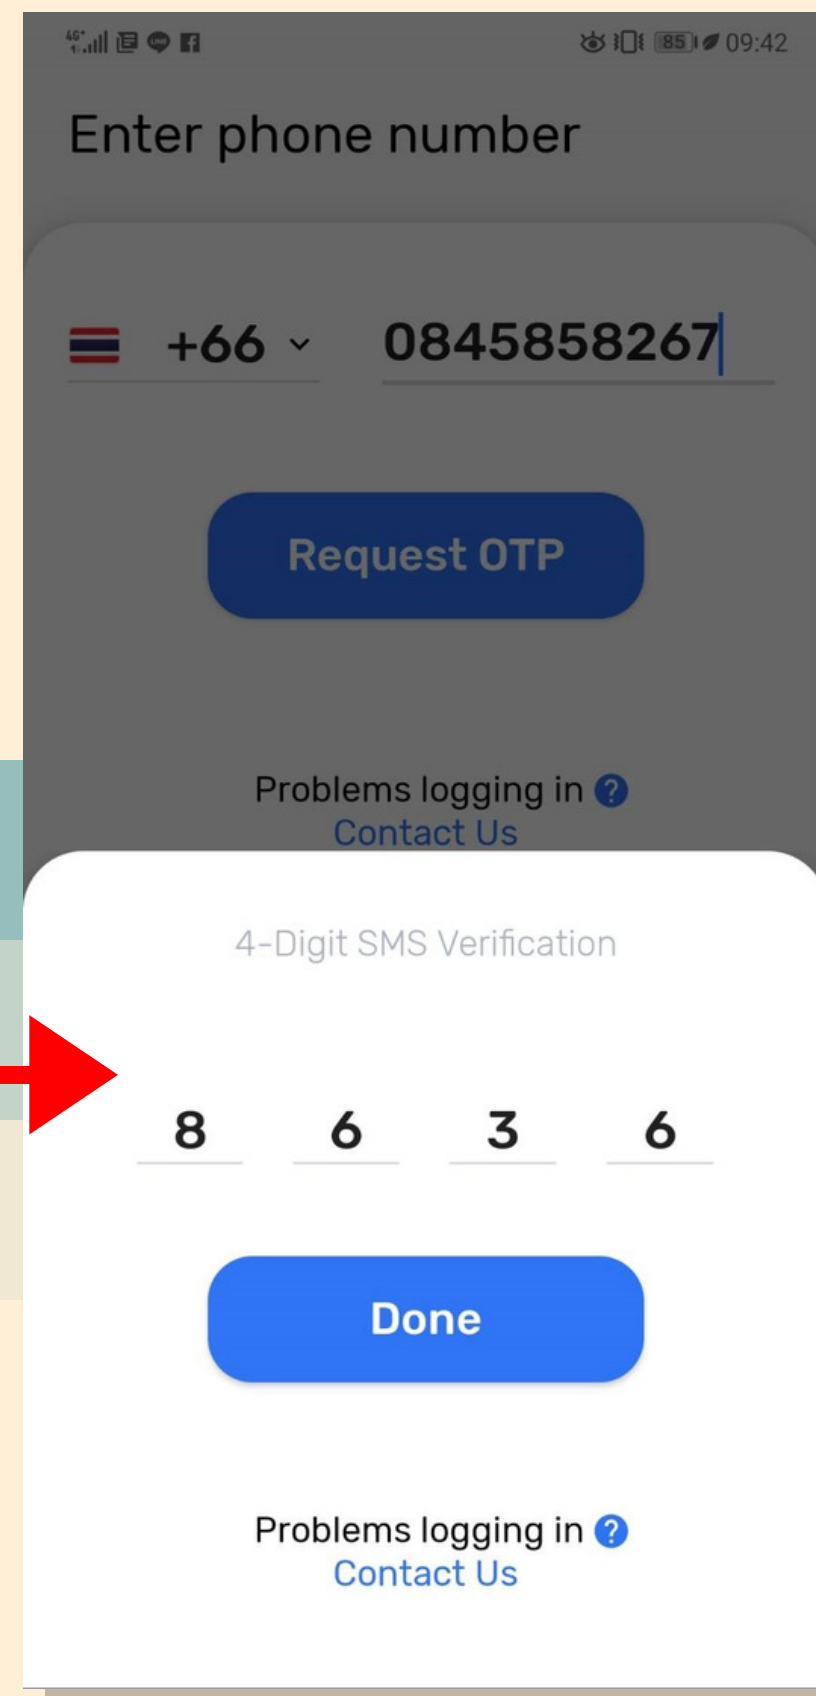 4G+ 85 09:42
Enter phone number
+66 0845858267
Request OTP
Problems logging in ?
Contact Us
4-Digit SMS Verification
8 6 3 6
Done
Problems logging in ?
Contact Us